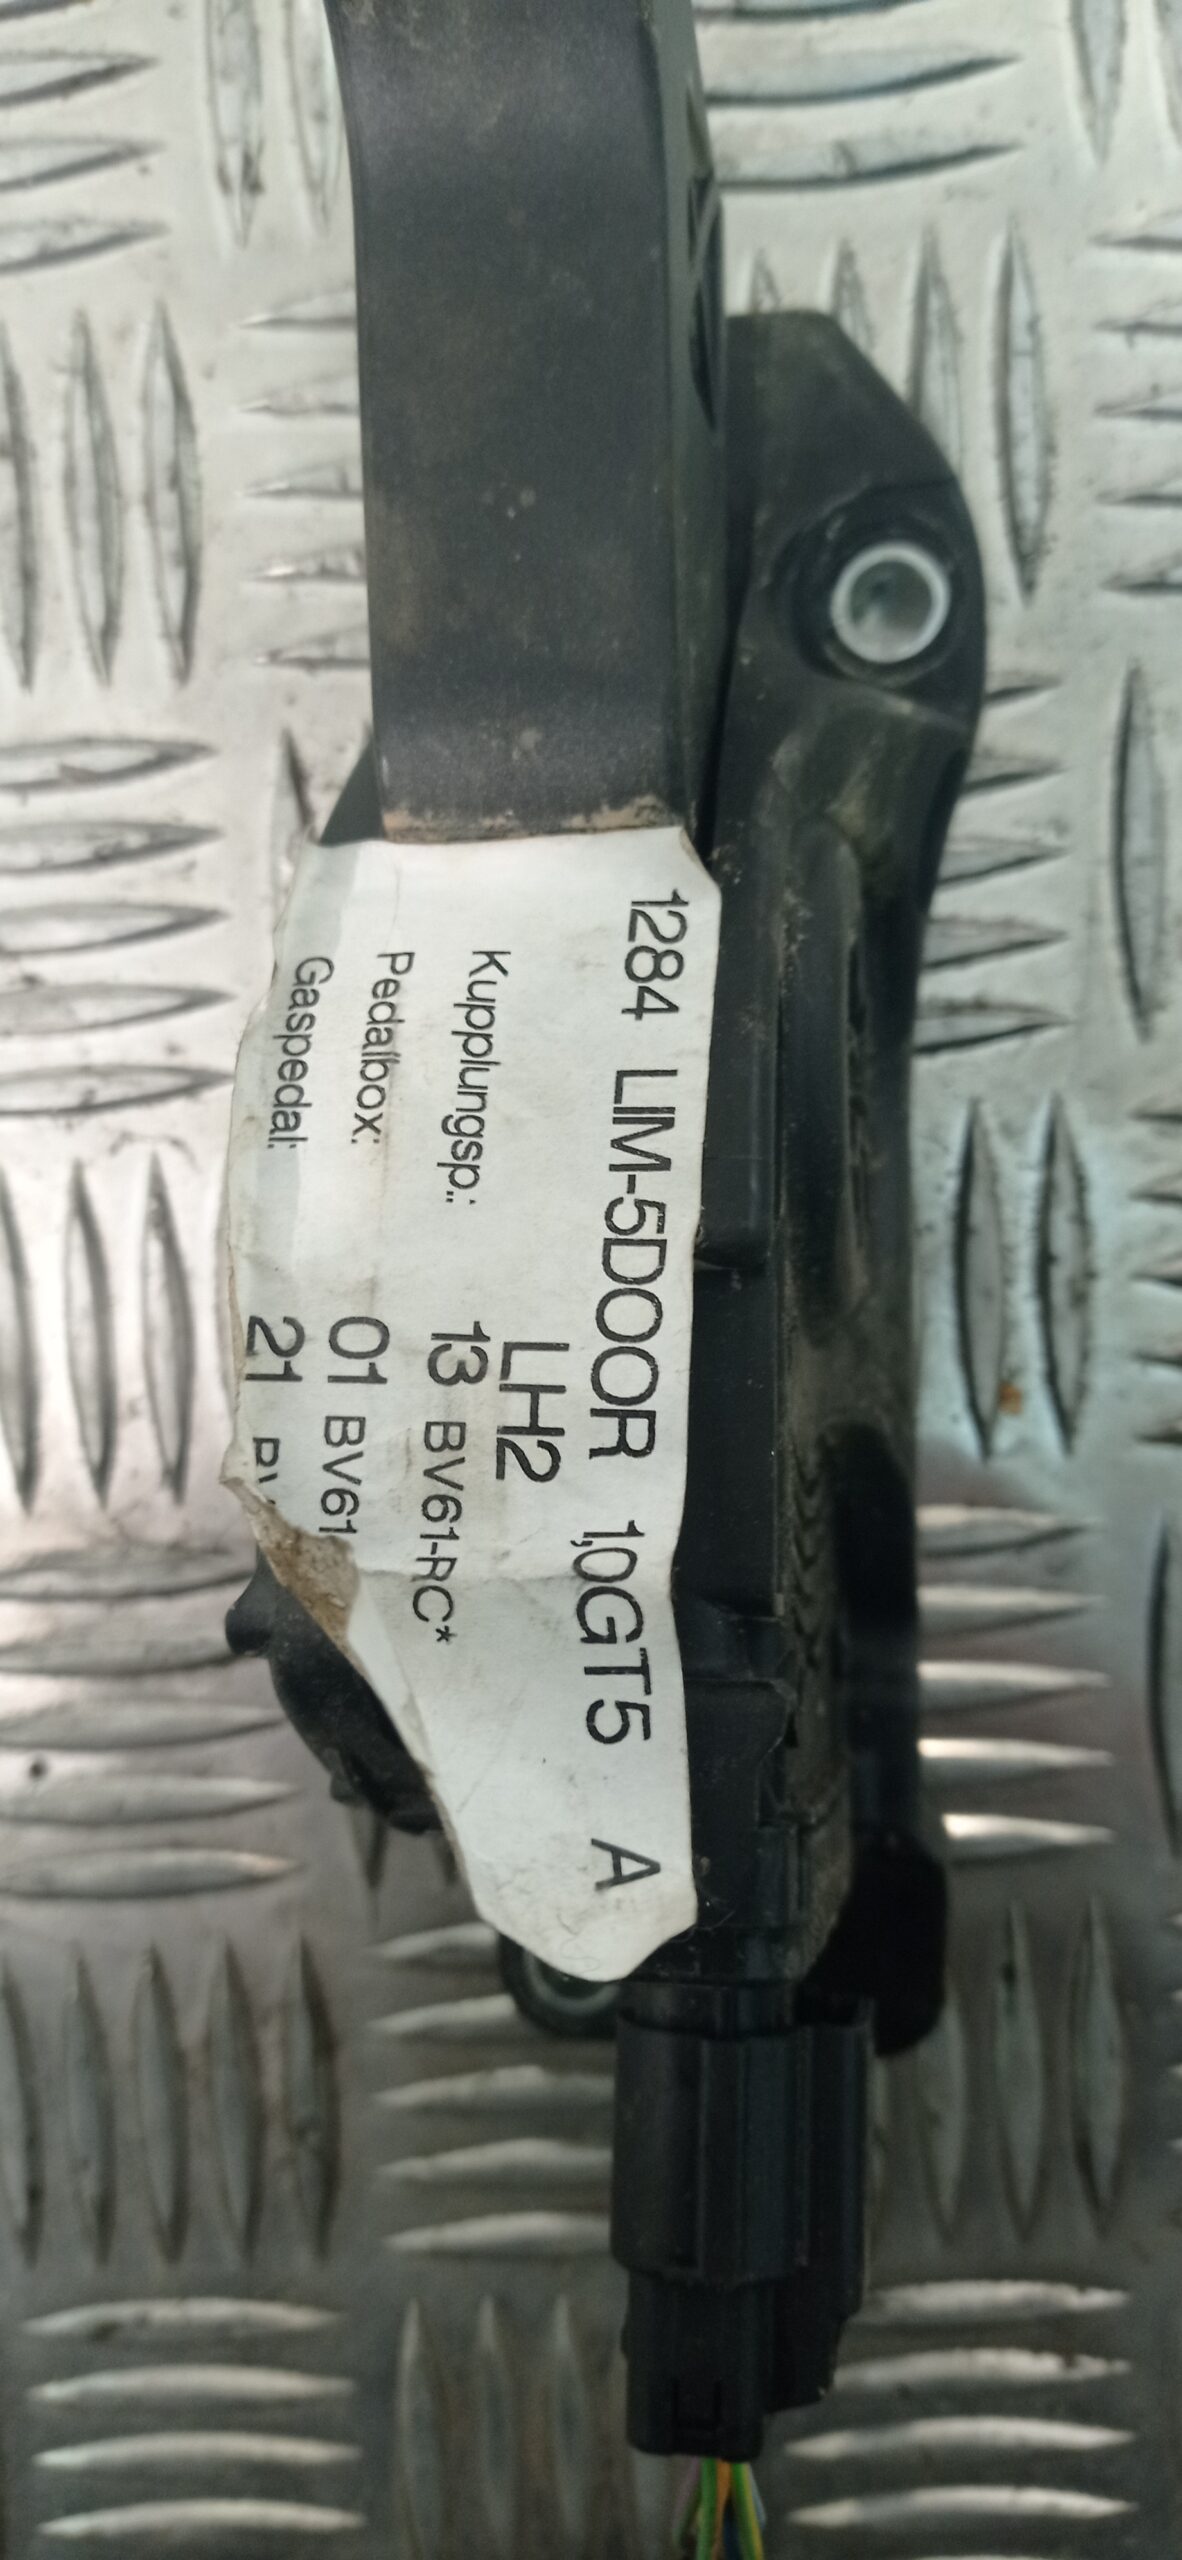 1284 LIM-5DOOR 1,0GT5 A
LH2
Kupplungsp.: 13 BV61-RC*
Pedalbox: 01 BV61
Gaspedal: 21